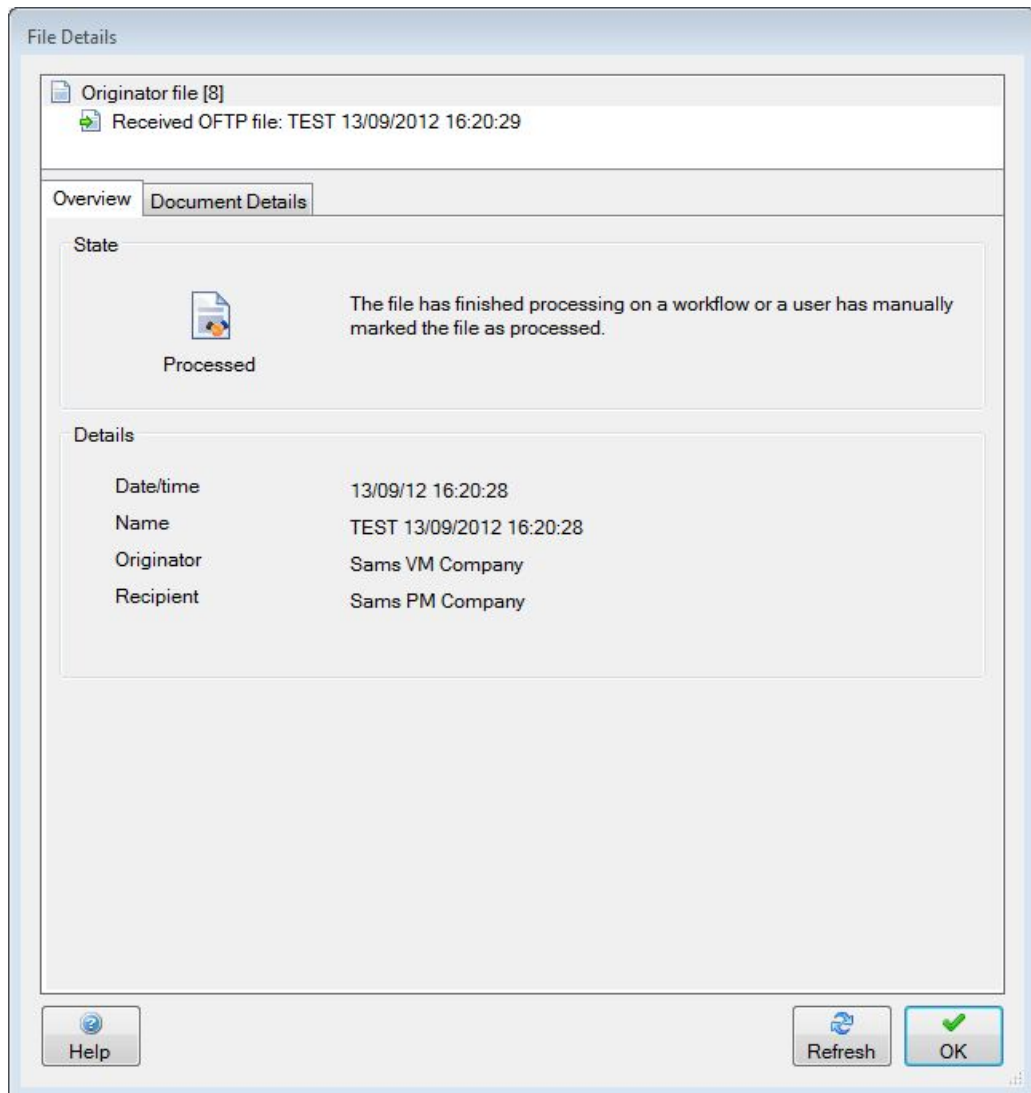 File Details
Originator file [8]
Received OFTP file: TEST 13/09/2012 16:20:29
Overview
Document Details
State
Processed
The file has finished processing on a workflow or a user has manually
marked the file as processed.
Details
Date/time
13/09/12 16:20:28
Name
TEST 13/09/2012 16:20:28
Originator
Sams VM Company
Recipient
Sams PM Company
Help
Refresh
OK